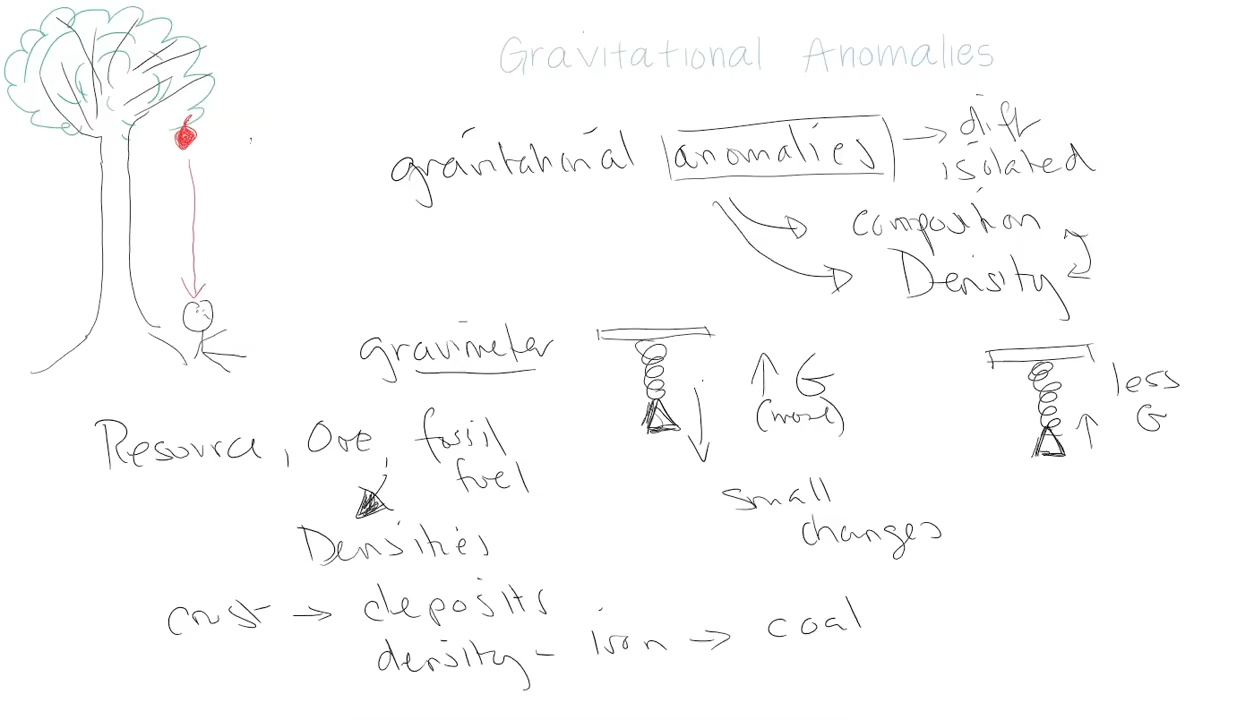 Gravitational Anomalies
gravitational anomalies → diff
isolated
composition
Density
gravimeter
↑ G
(more)
↑ less
G
Resource, Ore, fossil
fuel
small
changes
Densities
crust → deposits
density - iron → coal